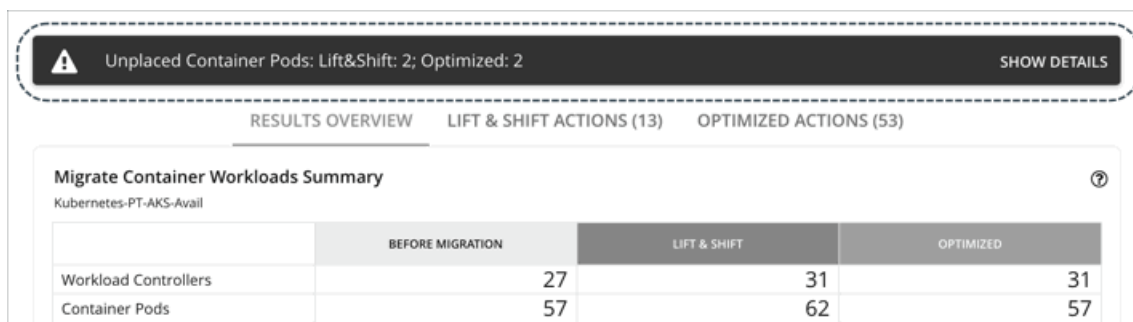 Unplaced Container Pods: Lift&Shift: 2; Optimized: 2 SHOW DETAILS
RESULTS OVERVIEW LIFT & SHIFT ACTIONS (13) OPTIMIZED ACTIONS (53)
Migrate Container Workloads Summary
Kubernetes-PT-AKS-Avail
BEFORE MIGRATION LIFT & SHIFT OPTIMIZED
Workload Controllers 27 31 31
Container Pods 57 62 57